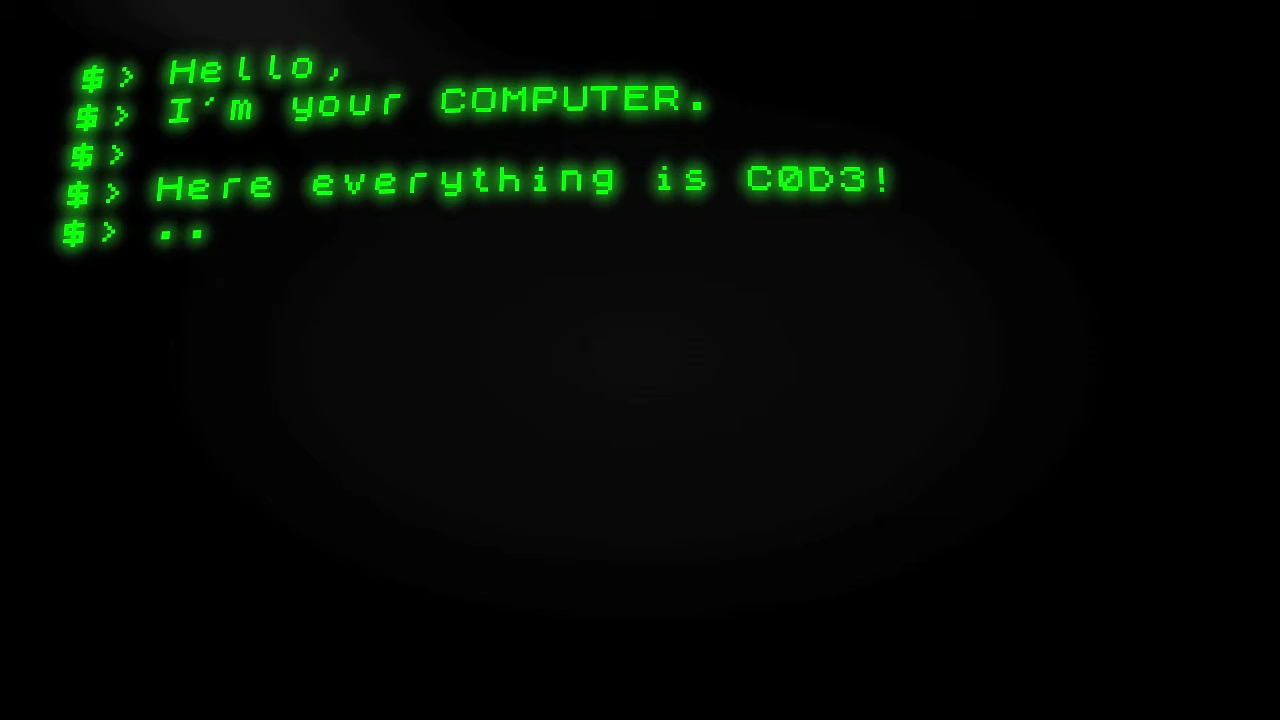 $> Hello,
$> I'm your COMPUTER.
$>
$> Here everything is C0D3!
$> ..